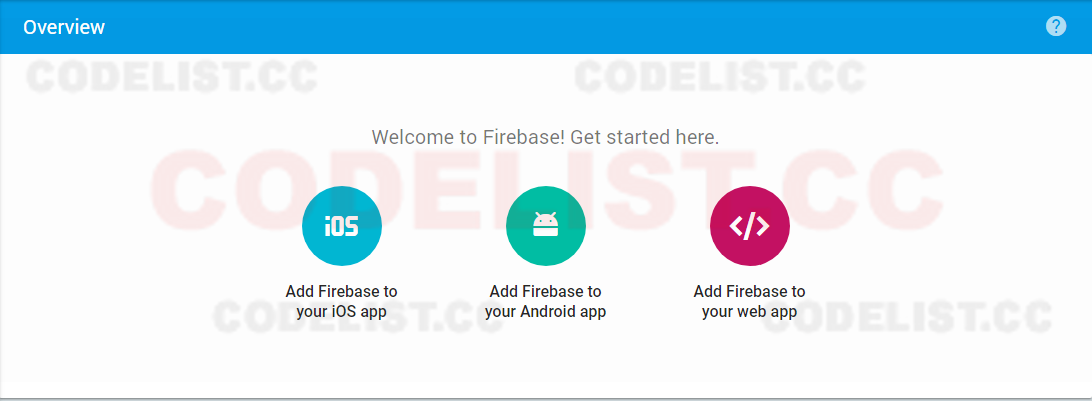 Overview
?
CODELIST.CC
CODELIST.CC
Welcome to Firebase! Get started here.
CODELIST.CC
iOS
</>
Add Firebase to
your iOS app
Add Firebase to
your Android app
Add Firebase to
your web app
CODELIST.CC
CODELIST.CC